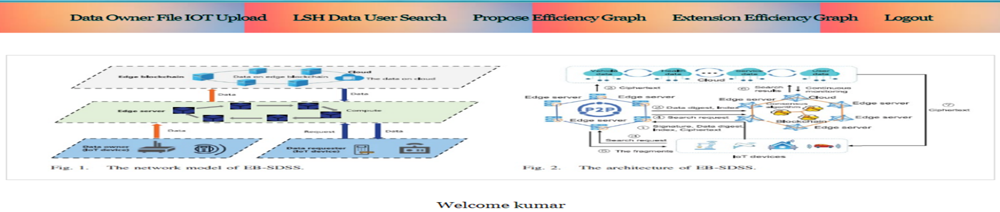 Data Owner File IOT Upload LSH Data User Search Propose Efficiency Graph Extension Efficiency Graph Logout
Edge blockchain
Data on edge blockchain
Cloud
The data on cloud
Data
Data
Edge server
Compute
Data
Request
Data
Data owner
(IoT device)
Data requester
(IoT device)
Fig. 1. The network model of EB-SDSS.
Vehicle
data
Health
data
Service
data
User
data
Cloud
② Ciphertext
⑥ Search
results
Continuous
monitoring
Edge server
Edge server
P2P
Edge server
② Data digest, Index
④ Search request
① Signature, Data digest,
Index, Ciphertext
③
Search request
⑤ The fragments
Edge server
Cloud
Consensus
algorithm
Edge server
Edge server
Blockchain
Edge server
⑦
Ciphertext
IoT devices
Fig. 2. The architecture of EB-SDSS.
Welcome kumar